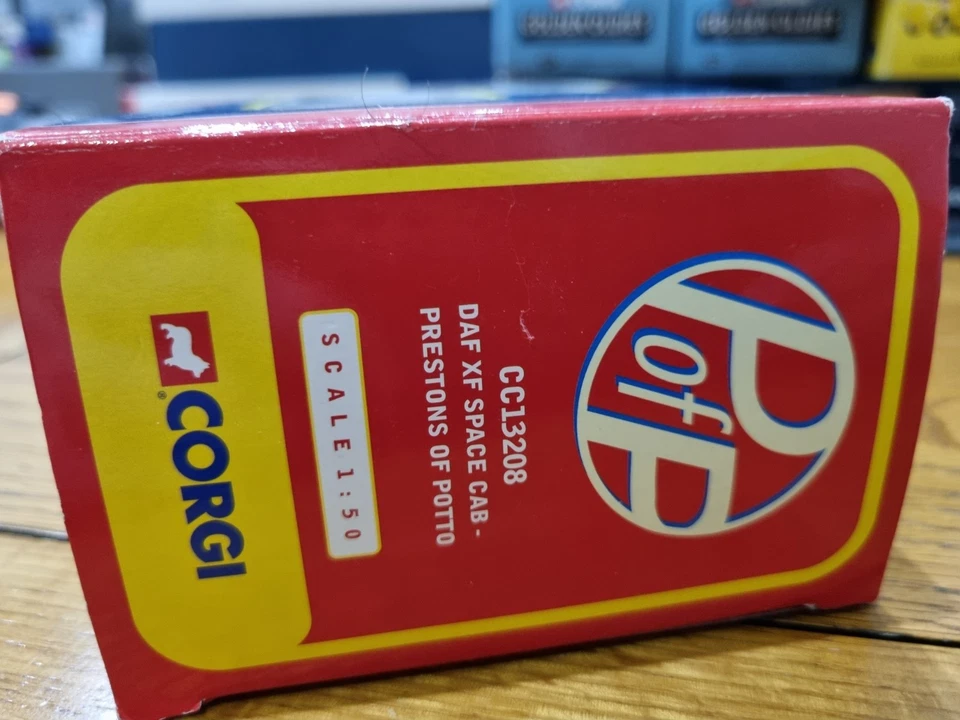 P
of
P
CC13208
DAF XF SPACE CAB -
PRESTONS OF POTTO
SCALE 1:50
CORGI®